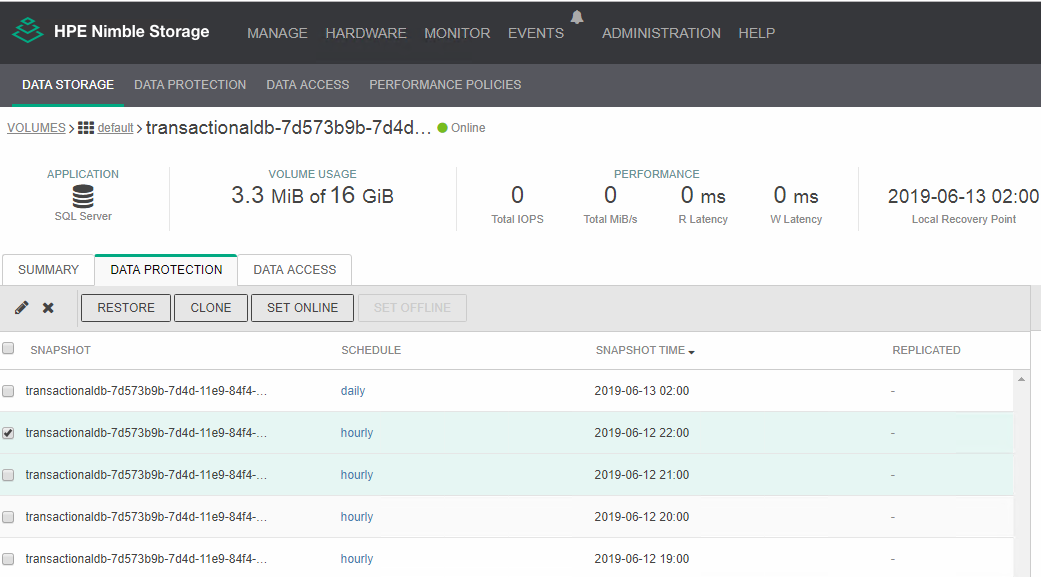 HPE Nimble Storage MANAGE HARDWARE MONITOR EVENTS ADMINISTRATION HELP
DATA STORAGE DATA PROTECTION DATA ACCESS PERFORMANCE POLICIES
VOLUMES > default > transactionaldb-7d573b9b-7d4d... Online
APPLICATION
SQL Server
VOLUME USAGE
3.3 MiB of 16 GiB
PERFORMANCE
0 0 0 ms 0 ms
Total IOPS Total MiB/s R Latency W Latency
2019-06-13 02:00
Local Recovery Point
SUMMARY DATA PROTECTION DATA ACCESS
RESTORE CLONE SET ONLINE SET OFFLINE
SNAPSHOT SCHEDULE SNAPSHOT TIME REPLICATED
transactionaldb-7d573b9b-7d4d-11e9-84f4-... daily 2019-06-13 02:00 -
transactionaldb-7d573b9b-7d4d-11e9-84f4-... hourly 2019-06-12 22:00 -
transactionaldb-7d573b9b-7d4d-11e9-84f4-... hourly 2019-06-12 21:00 -
transactionaldb-7d573b9b-7d4d-11e9-84f4-... hourly 2019-06-12 20:00 -
transactionaldb-7d573b9b-7d4d-11e9-84f4-... hourly 2019-06-12 19:00 -